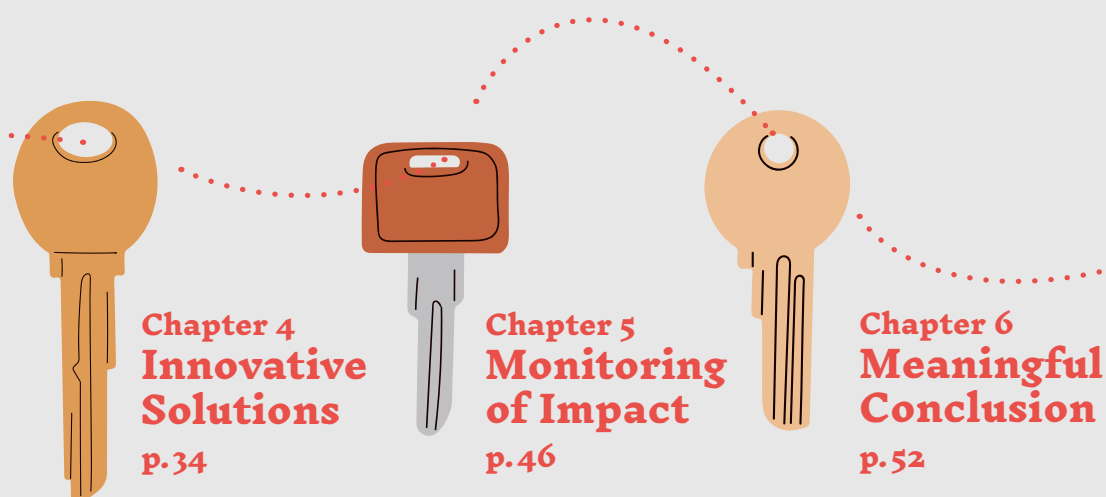 Chapter 4
Innovative
Solutions
p.34
Chapter 5
Monitoring
of Impact
p.46
Chapter 6
Meaningful
Conclusion
p.52